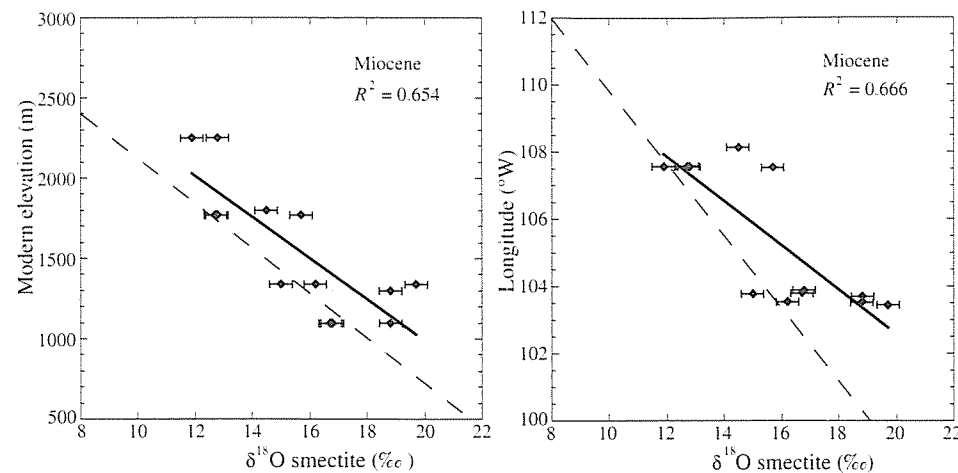 3000
2500
2000
1500
1000
500
Modern elevation (m)
Miocene
R² = 0.654
8 10 12 14 16 18 20 22
δ¹⁸O smectite (‰)
112
110
108
106
104
102
100
Longitude (°W)
Miocene
R² = 0.666
8 10 12 14 16 18 20 22
δ¹⁸O smectite (‰)